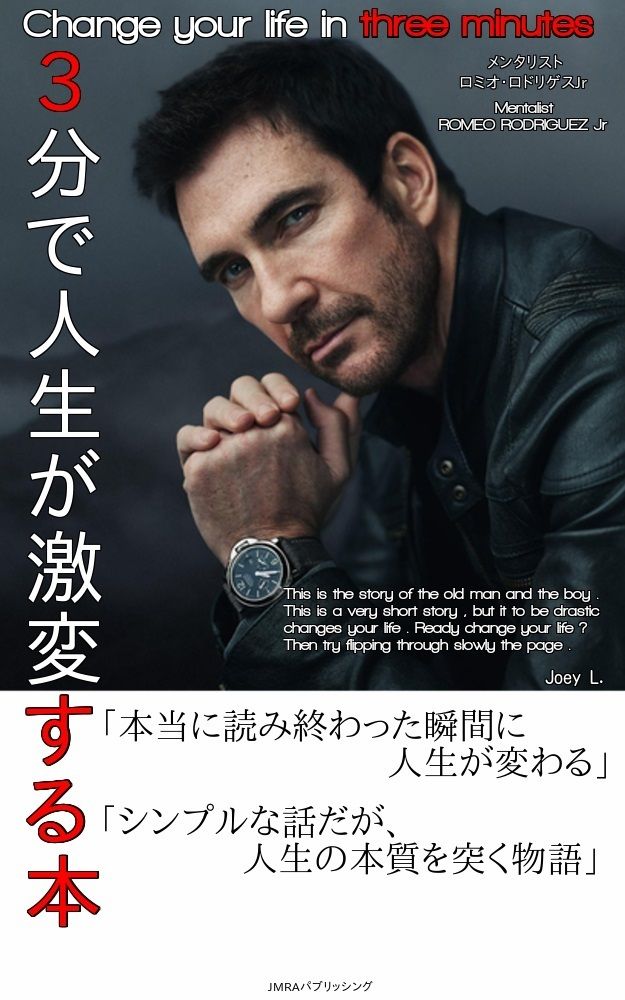 Change your life in three minutes
メンタリスト
ロミオ・ロドリゲスJr
Mentalist
ROMEO RODRIGUEZ Jr
3分で人生が激変する本
This is the story of the old man and the boy .
This is a very short story , but it to be drastic
changes your life . Ready change your life ?
Then try flipping through slowly the page .
Joey L.
「本当に読み終わった瞬間に
人生が変わる」
「シンプルな話だが、
人生の本質を突く物語」
JMRAパブリッシング